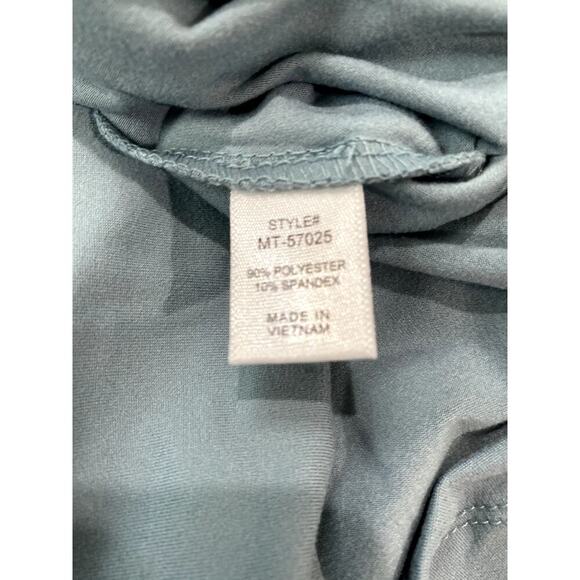 STYLE#
MT-57025
90% POLYESTER
10% SPANDEX
MADE IN
VIETNAM